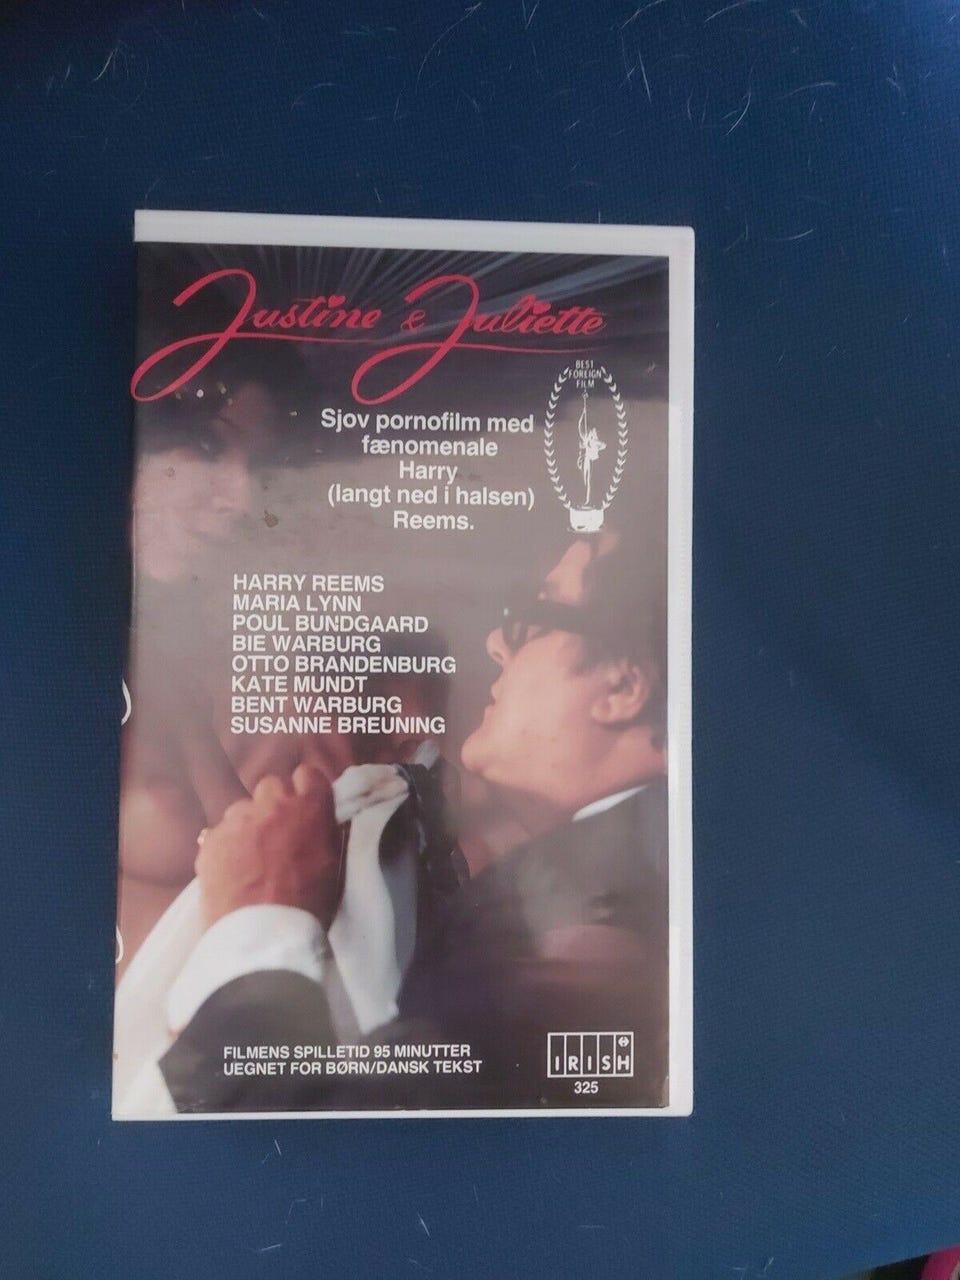 Justine & Juliette
BEST
FOREIGN
FILM
Sjov pornofilm med
fænomenale
Harry
(langt ned i halsen)
Reems.
HARRY REEMS
MARIA LYNN
POUL BUNDGAARD
BIE WARBURG
OTTO BRANDENBURG
KATE MUNDT
BENT WARBURG
SUSANNE BREUNING
FILMENS SPILLETID 95 MINUTTER
UEGNET FOR BØRN/DANSK TEKST
IRISH
325